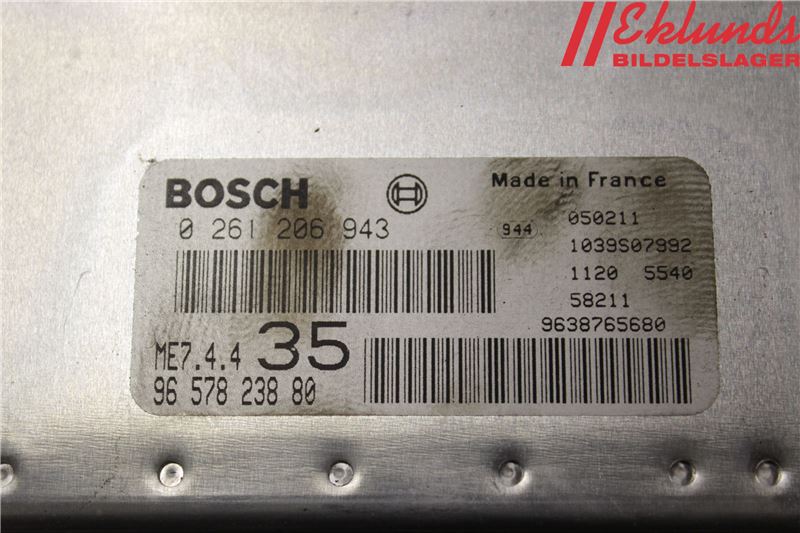 Eklunds
BILDELSLAGER
BOSCH
Made in France
0 261 206 943
944
050211
1039S07992
1120 5540
58211
9638765680
ME7.4.4 35
96 578 238 80